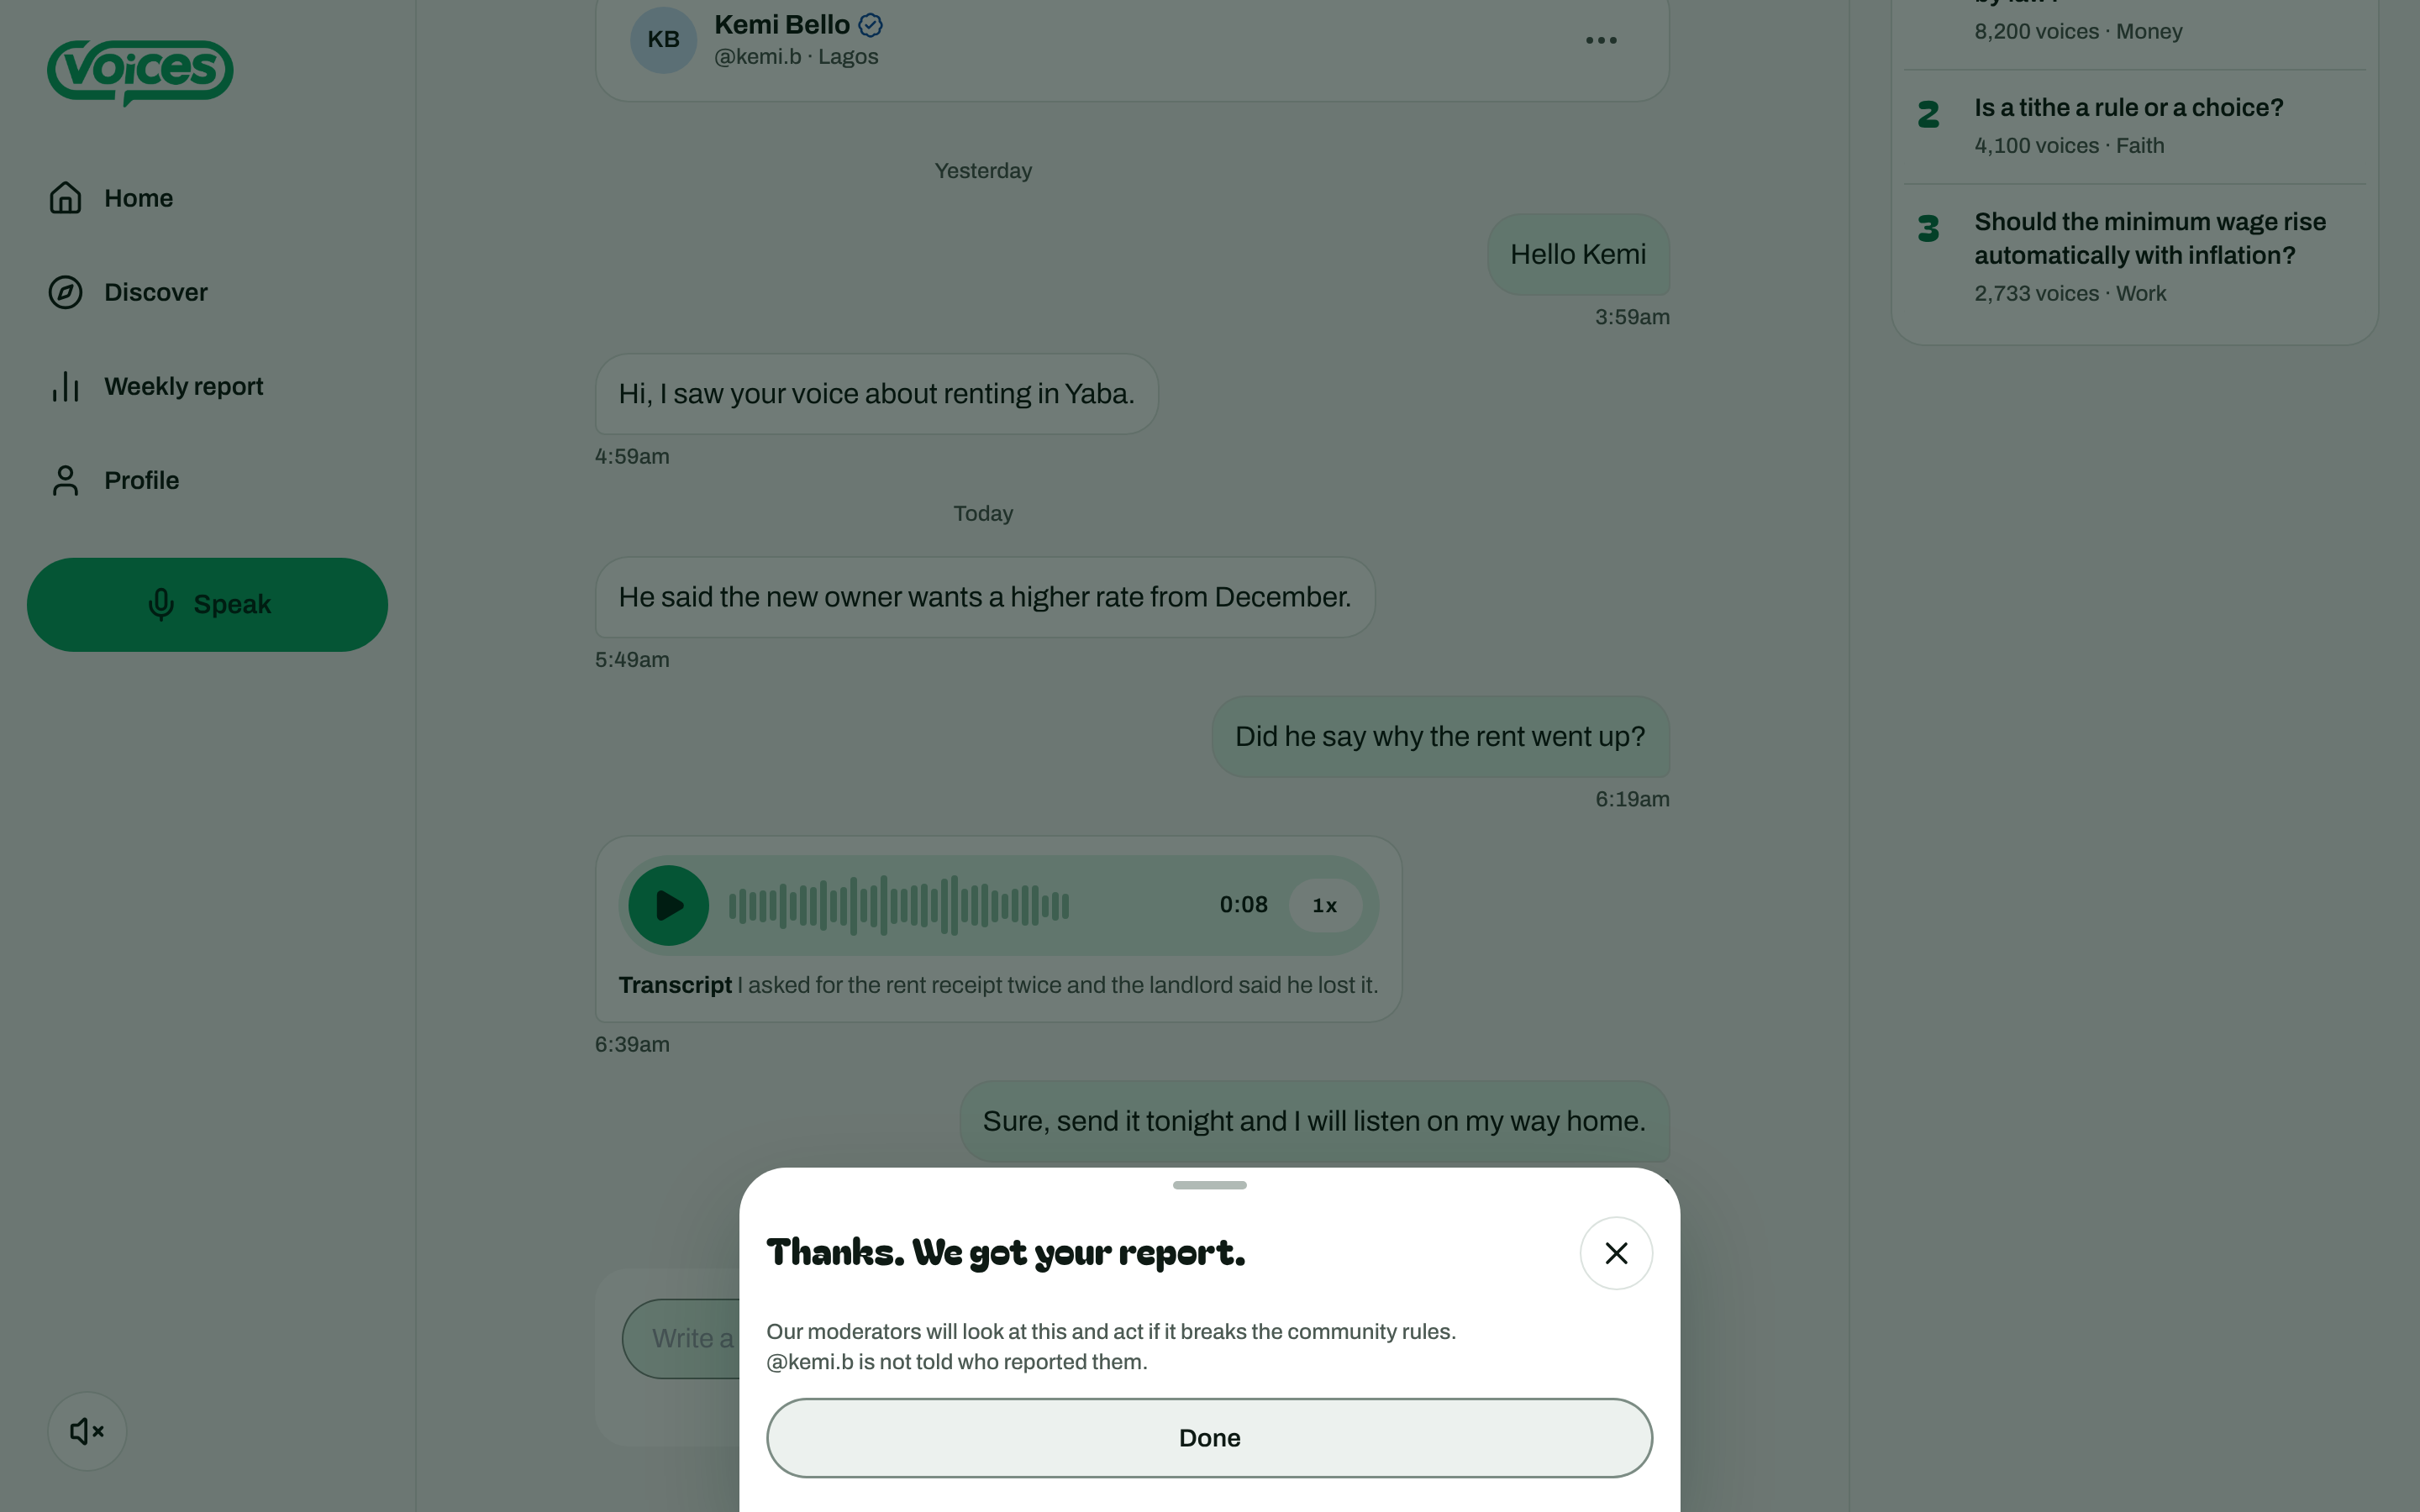 Voices
Home
Discover
Weekly report
Profile
Speak
KB
Kemi Bello
@kemi.b · Lagos
Yesterday
Hello Kemi
3:59am
Hi, I saw your voice about renting in Yaba.
4:59am
Today
He said the new owner wants a higher rate from December.
5:49am
Did he say why the rent went up?
6:19am
0:08
1x
Transcript I asked for the rent receipt twice and the landlord said he lost it.
6:39am
Sure, send it tonight and I will listen on my way home.
Write a
Thanks. We got your report.
Our moderators will look at this and act if it breaks the community rules.
@kemi.b is not told who reported them.
Done
8,200 voices · Money
2
Is a tithe a rule or a choice?
4,100 voices · Faith
3
Should the minimum wage rise
automatically with inflation?
2,733 voices · Work